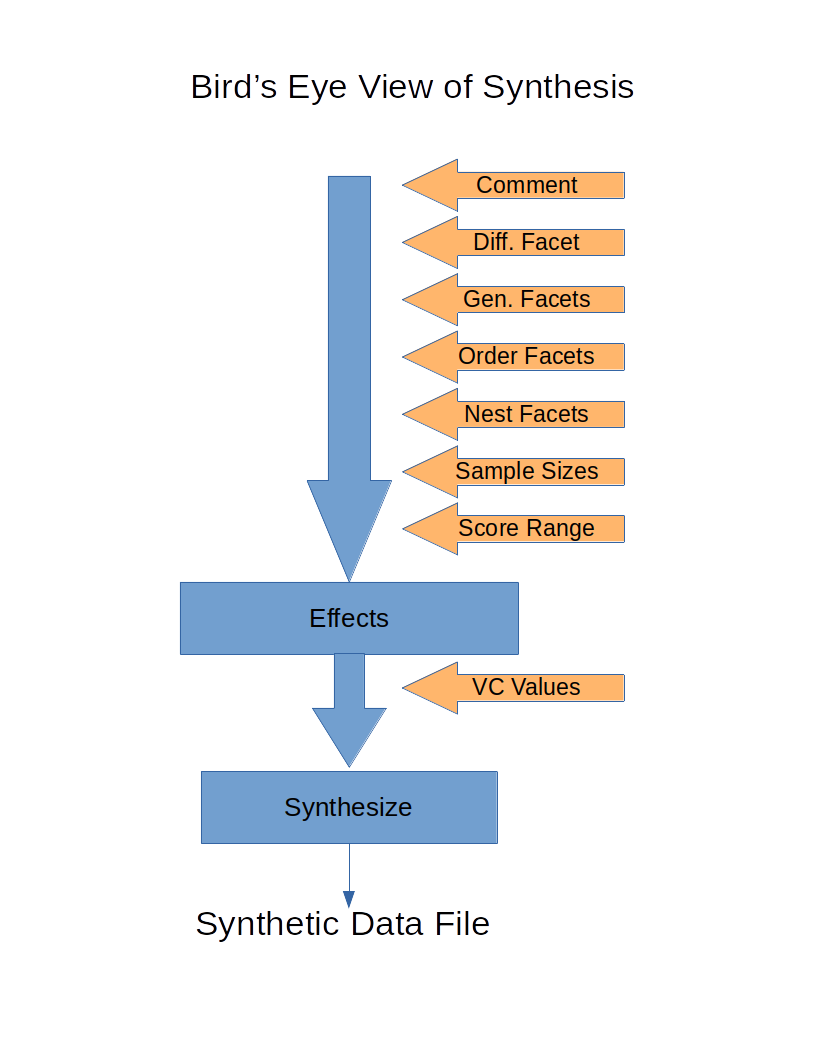 Bird’s Eye View of Synthesis
Comment
Diff. Facet
Gen. Facets
Order Facets
Nest Facets
Sample Sizes
Score Range
Effects
VC Values
Synthesize
Synthetic Data File